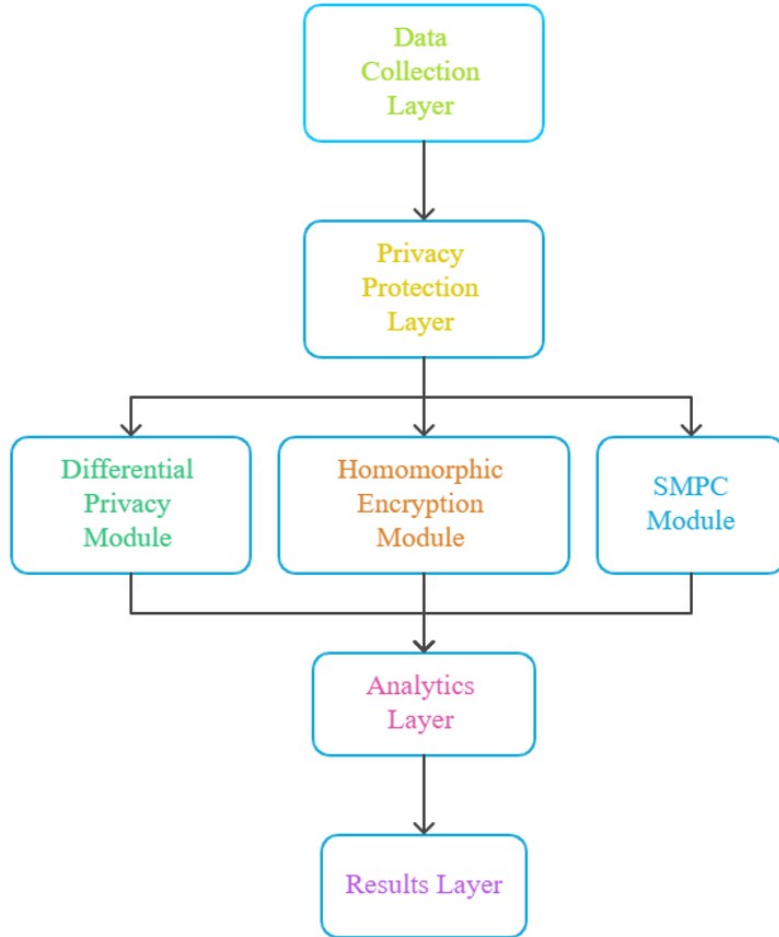 Data
Collection
Layer
Privacy
Protection
Layer
Differential
Privacy
Module
Homomorphic
Encryption
Module
SMPC
Module
Analytics
Layer
Results Layer